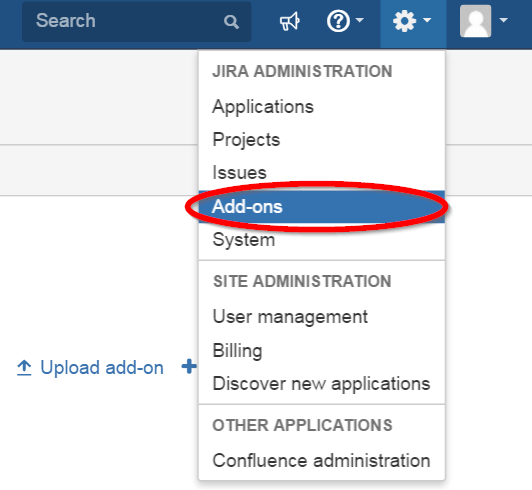 Search
JIRA ADMINISTRATION
Applications
Projects
Issues
Add-ons
System
SITE ADMINISTRATION
User management
Upload add-on
Billing
Discover new applications
OTHER APPLICATIONS
Confluence administration